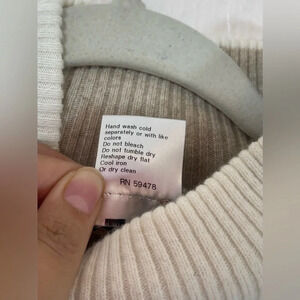 Hand wash cold
separately or with like
colors
Do not bleach
Do not tumble dry
Reshape dry flat
Cool iron
Or dry clean
RN 59478